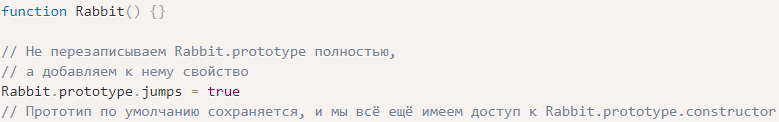 function Rabbit() {}
// Не перезаписываем Rabbit.prototype полностью,
// а добавляем к нему свойство
Rabbit.prototype.jumps = true
// Прототип по умолчанию сохраняется, и мы всё ещё имеем доступ к Rabbit.prototype.constructor